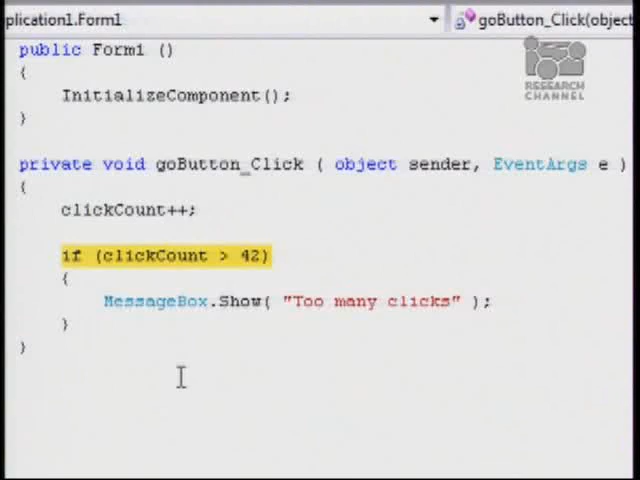 plication1.Form1
goButton_Click(object
public Form1 ()
{
InitializeComponent();
}
RESEARCH
CHANNEL
private void goButton_Click ( object sender, EventArgs e )
{
clickCount++;
if (clickCount > 42)
{
MessageBox.Show( "Too many clicks" );
}
}